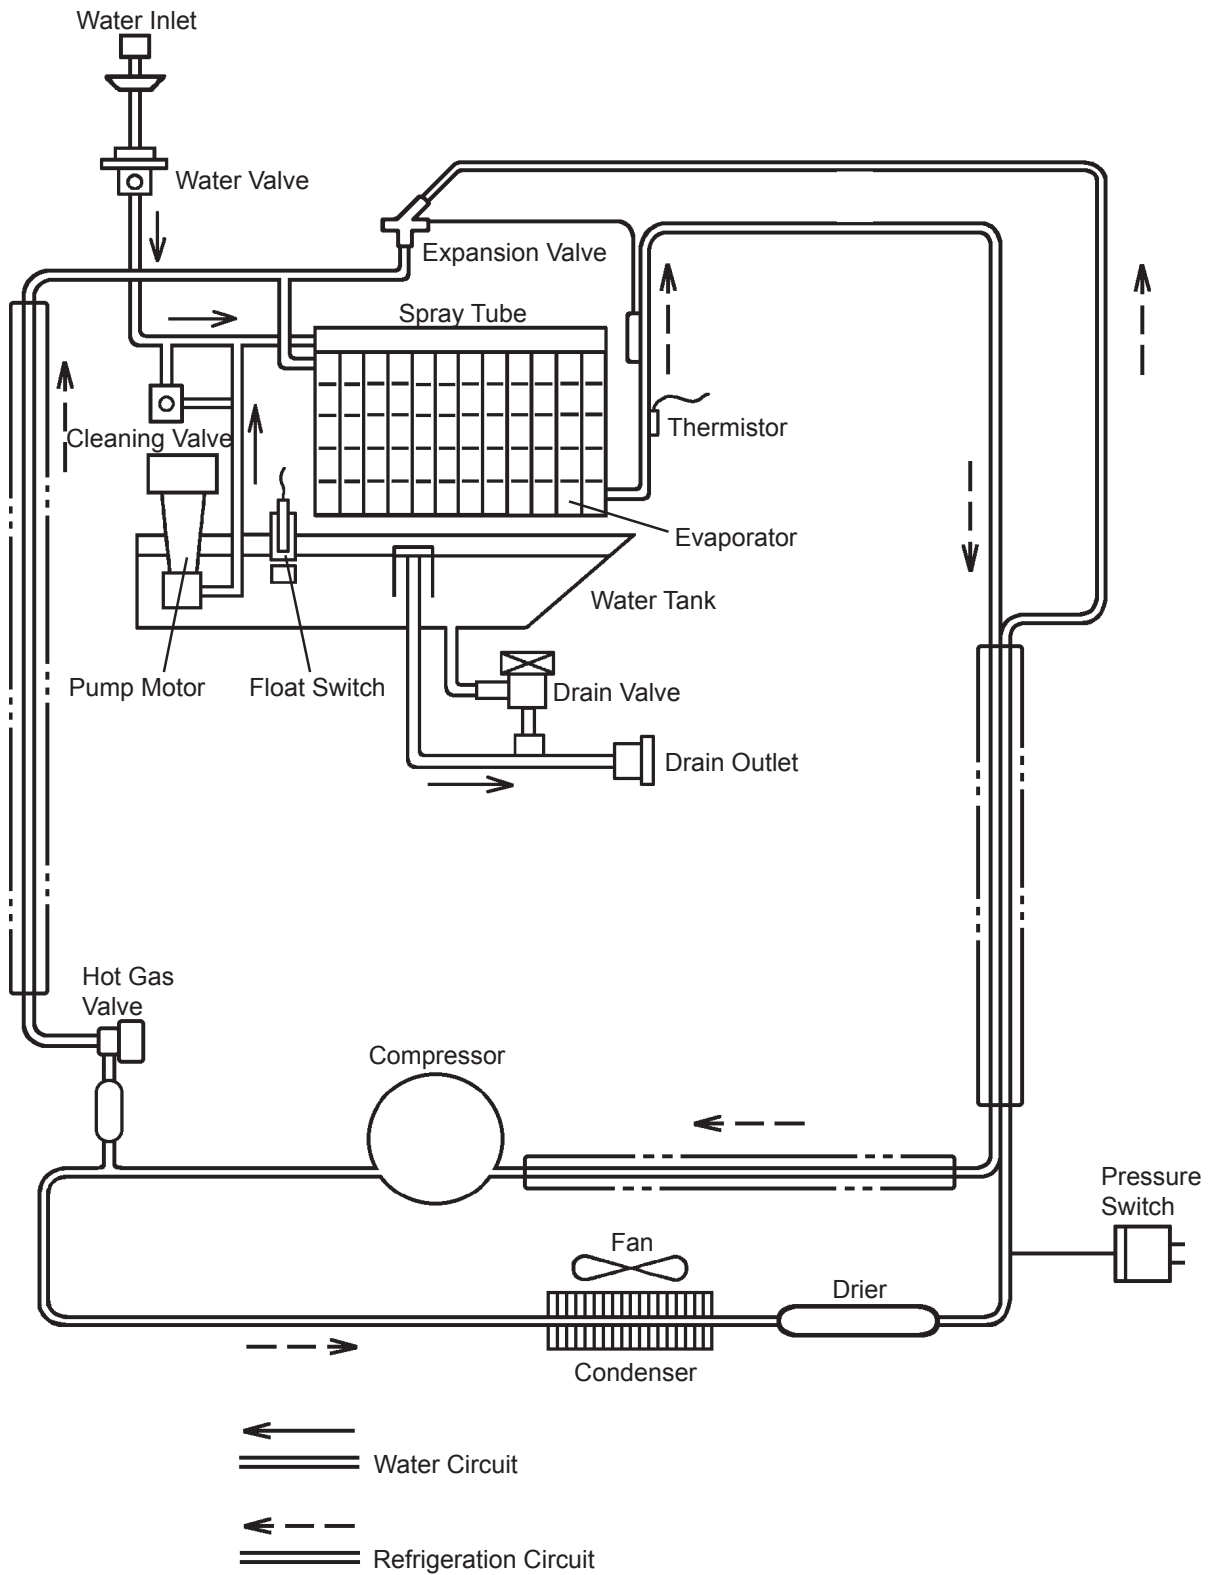 Water Inlet
Water Valve
Expansion Valve
Spray Tube
Thermistor
Cleaning Valve
Evaporator
Water Tank
Pump Motor
Float Switch
Drain Valve
Drain Outlet
Hot Gas
Valve
Compressor
Pressure
Switch
Fan
Drier
Condenser
Water Circuit
Refrigeration Circuit